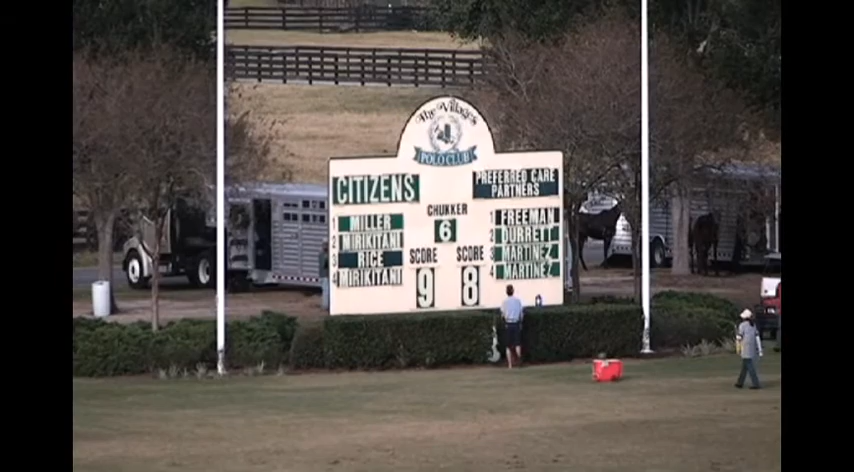 The Villages
POLO CLUB
CITIZENS
PREFERRED CARE
PARTNERS
CHUKKER
6
1 MILLER
2 MIRIKITANI
3 RICE
4 MIRIKITANI
1 FREEMAN
2 DURRETT
3 MARTINEZ
4 MARTINEZ
SCORE
9
SCORE
8